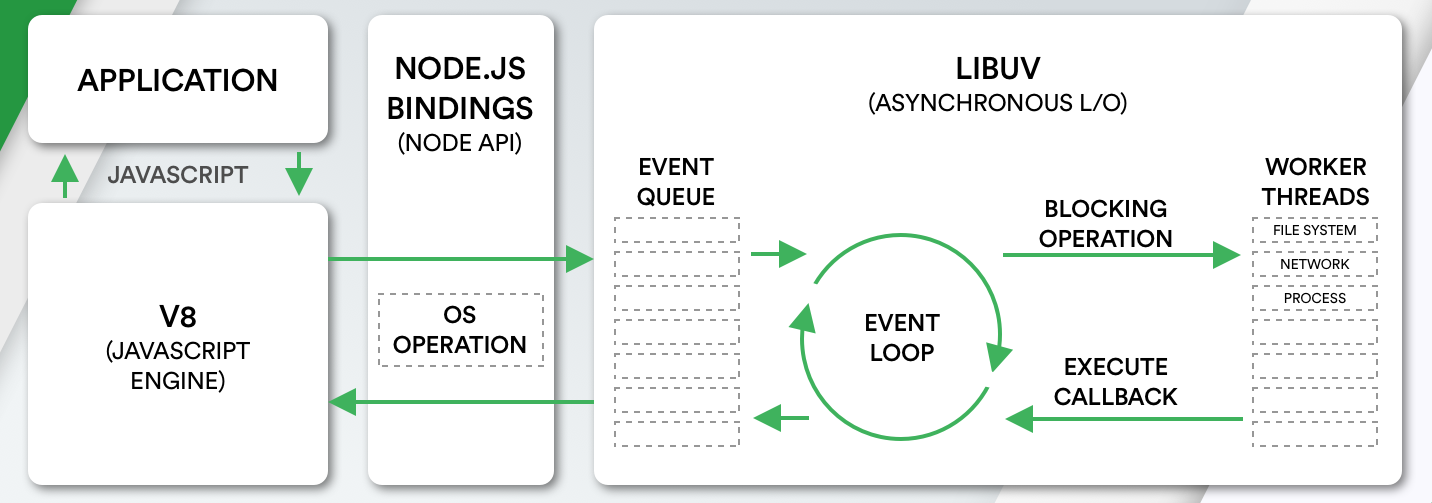 APPLICATION
JAVASCRIPT
V8
(JAVASCRIPT
ENGINE)
NODE.JS
BINDINGS
(NODE API)
OS
OPERATION
LIBUV
(ASYNCHRONOUS L/O)
EVENT
QUEUE
EVENT
LOOP
BLOCKING
OPERATION
EXECUTE
CALLBACK
WORKER
THREADS
FILE SYSTEM
NETWORK
PROCESS